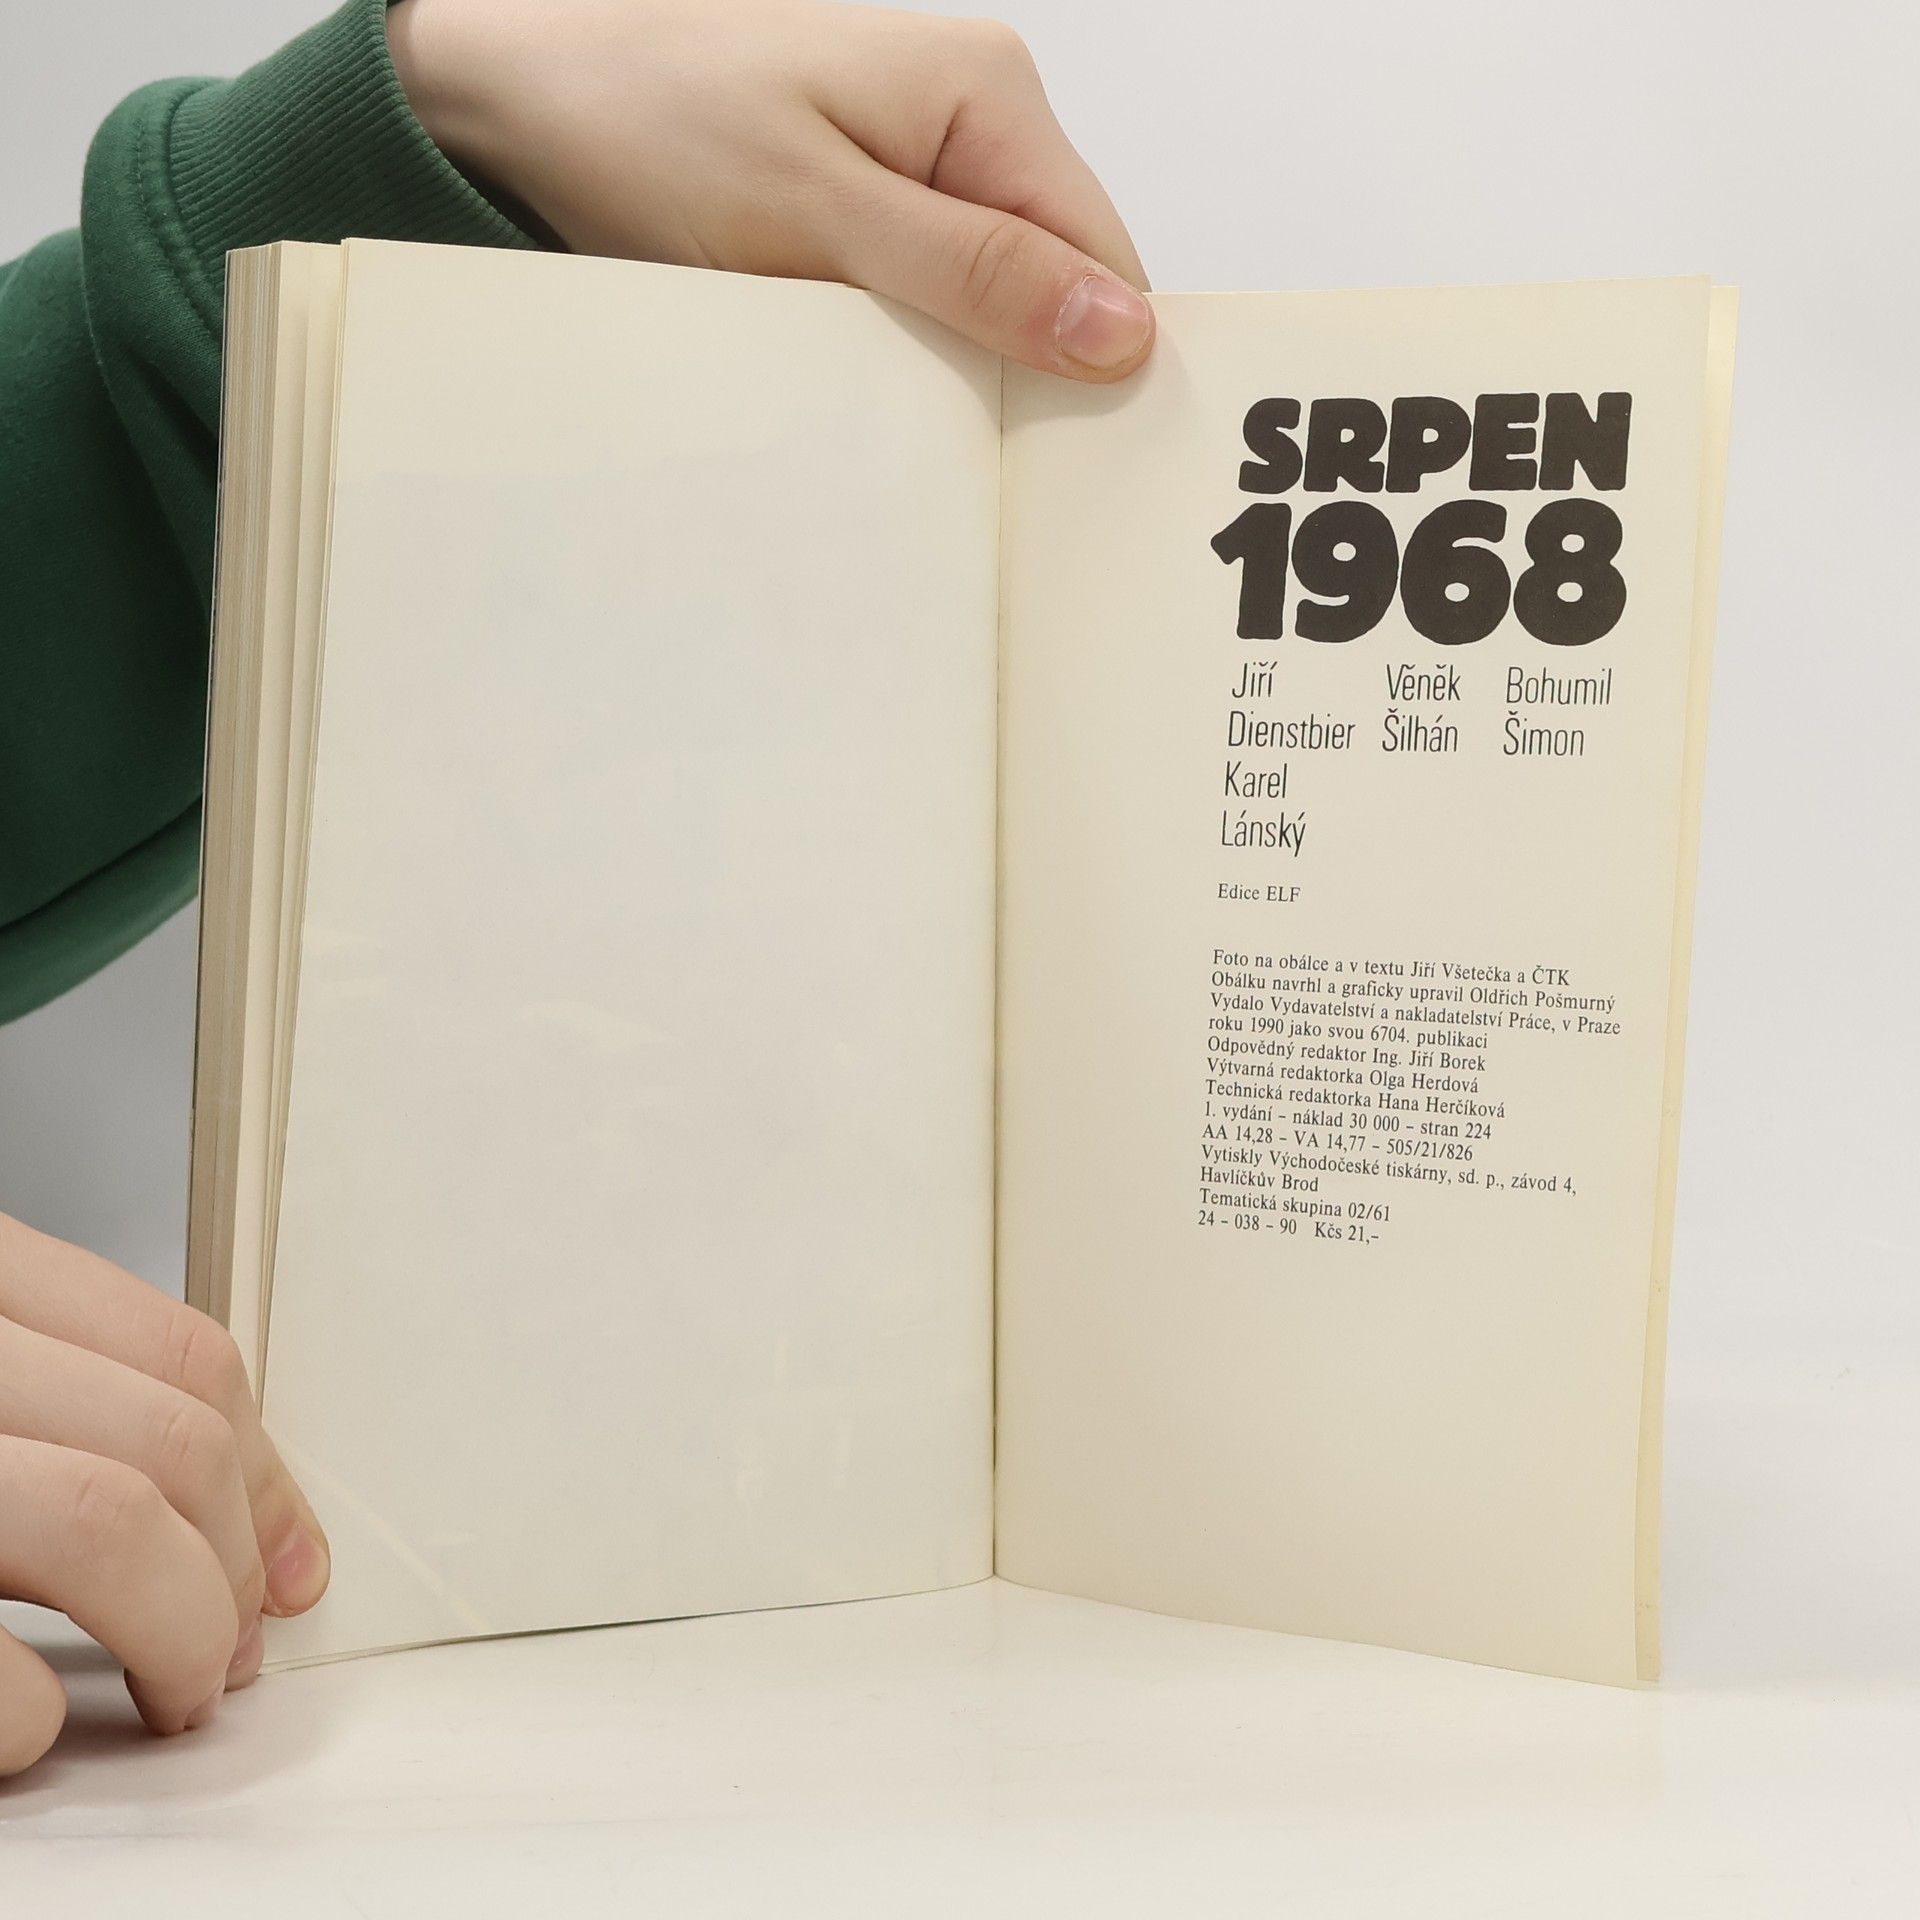 SRPEN
1968
Jiří Věněk Bohumil
Dienstbier Šilhán Šimon
Karel
Lánský
Edice ELF
Foto na obálce a v textu Jiří Všetečka a ČTK
Obálku navrhl a graficky upravil Oldřich Pošmurný
Vydalo Vydavatelství a nakladatelství Práce, v Praze
roku 1990 jako svou 6704. publikaci
Odpovědný redaktor Ing. Jiří Borek
Výtvarná redaktorka Olga Herdová
Technická redaktorka Hana Herčíková
1. vydání – náklad 30 000 – stran 224
AA 14,28 – VA 14,77 – 505/21/826
Vytiskly Východočeské tiskárny, sd. p., závod 4,
Havlíčkův Brod
Tematická skupina 02/61
24 – 038 – 90 Kčs 21,–